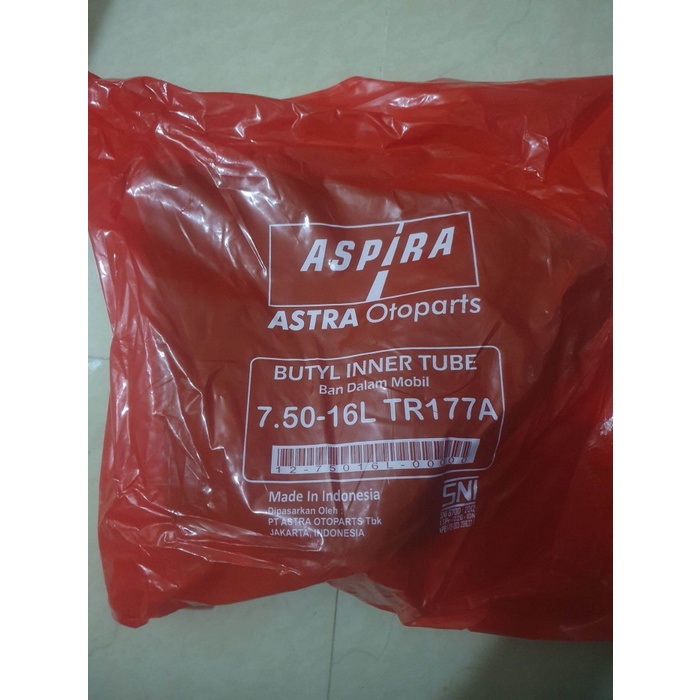 ASPIRA
ASTRA Otoparts
BUTYL INNER TUBE
Ban Dalam Mobil
7.50-16L TR177A
Made In Indonesia
Dipasarkan Oleh :
PT ASTRA OTOPARTS Tbk
JAKARTA, INDONESIA
SNI